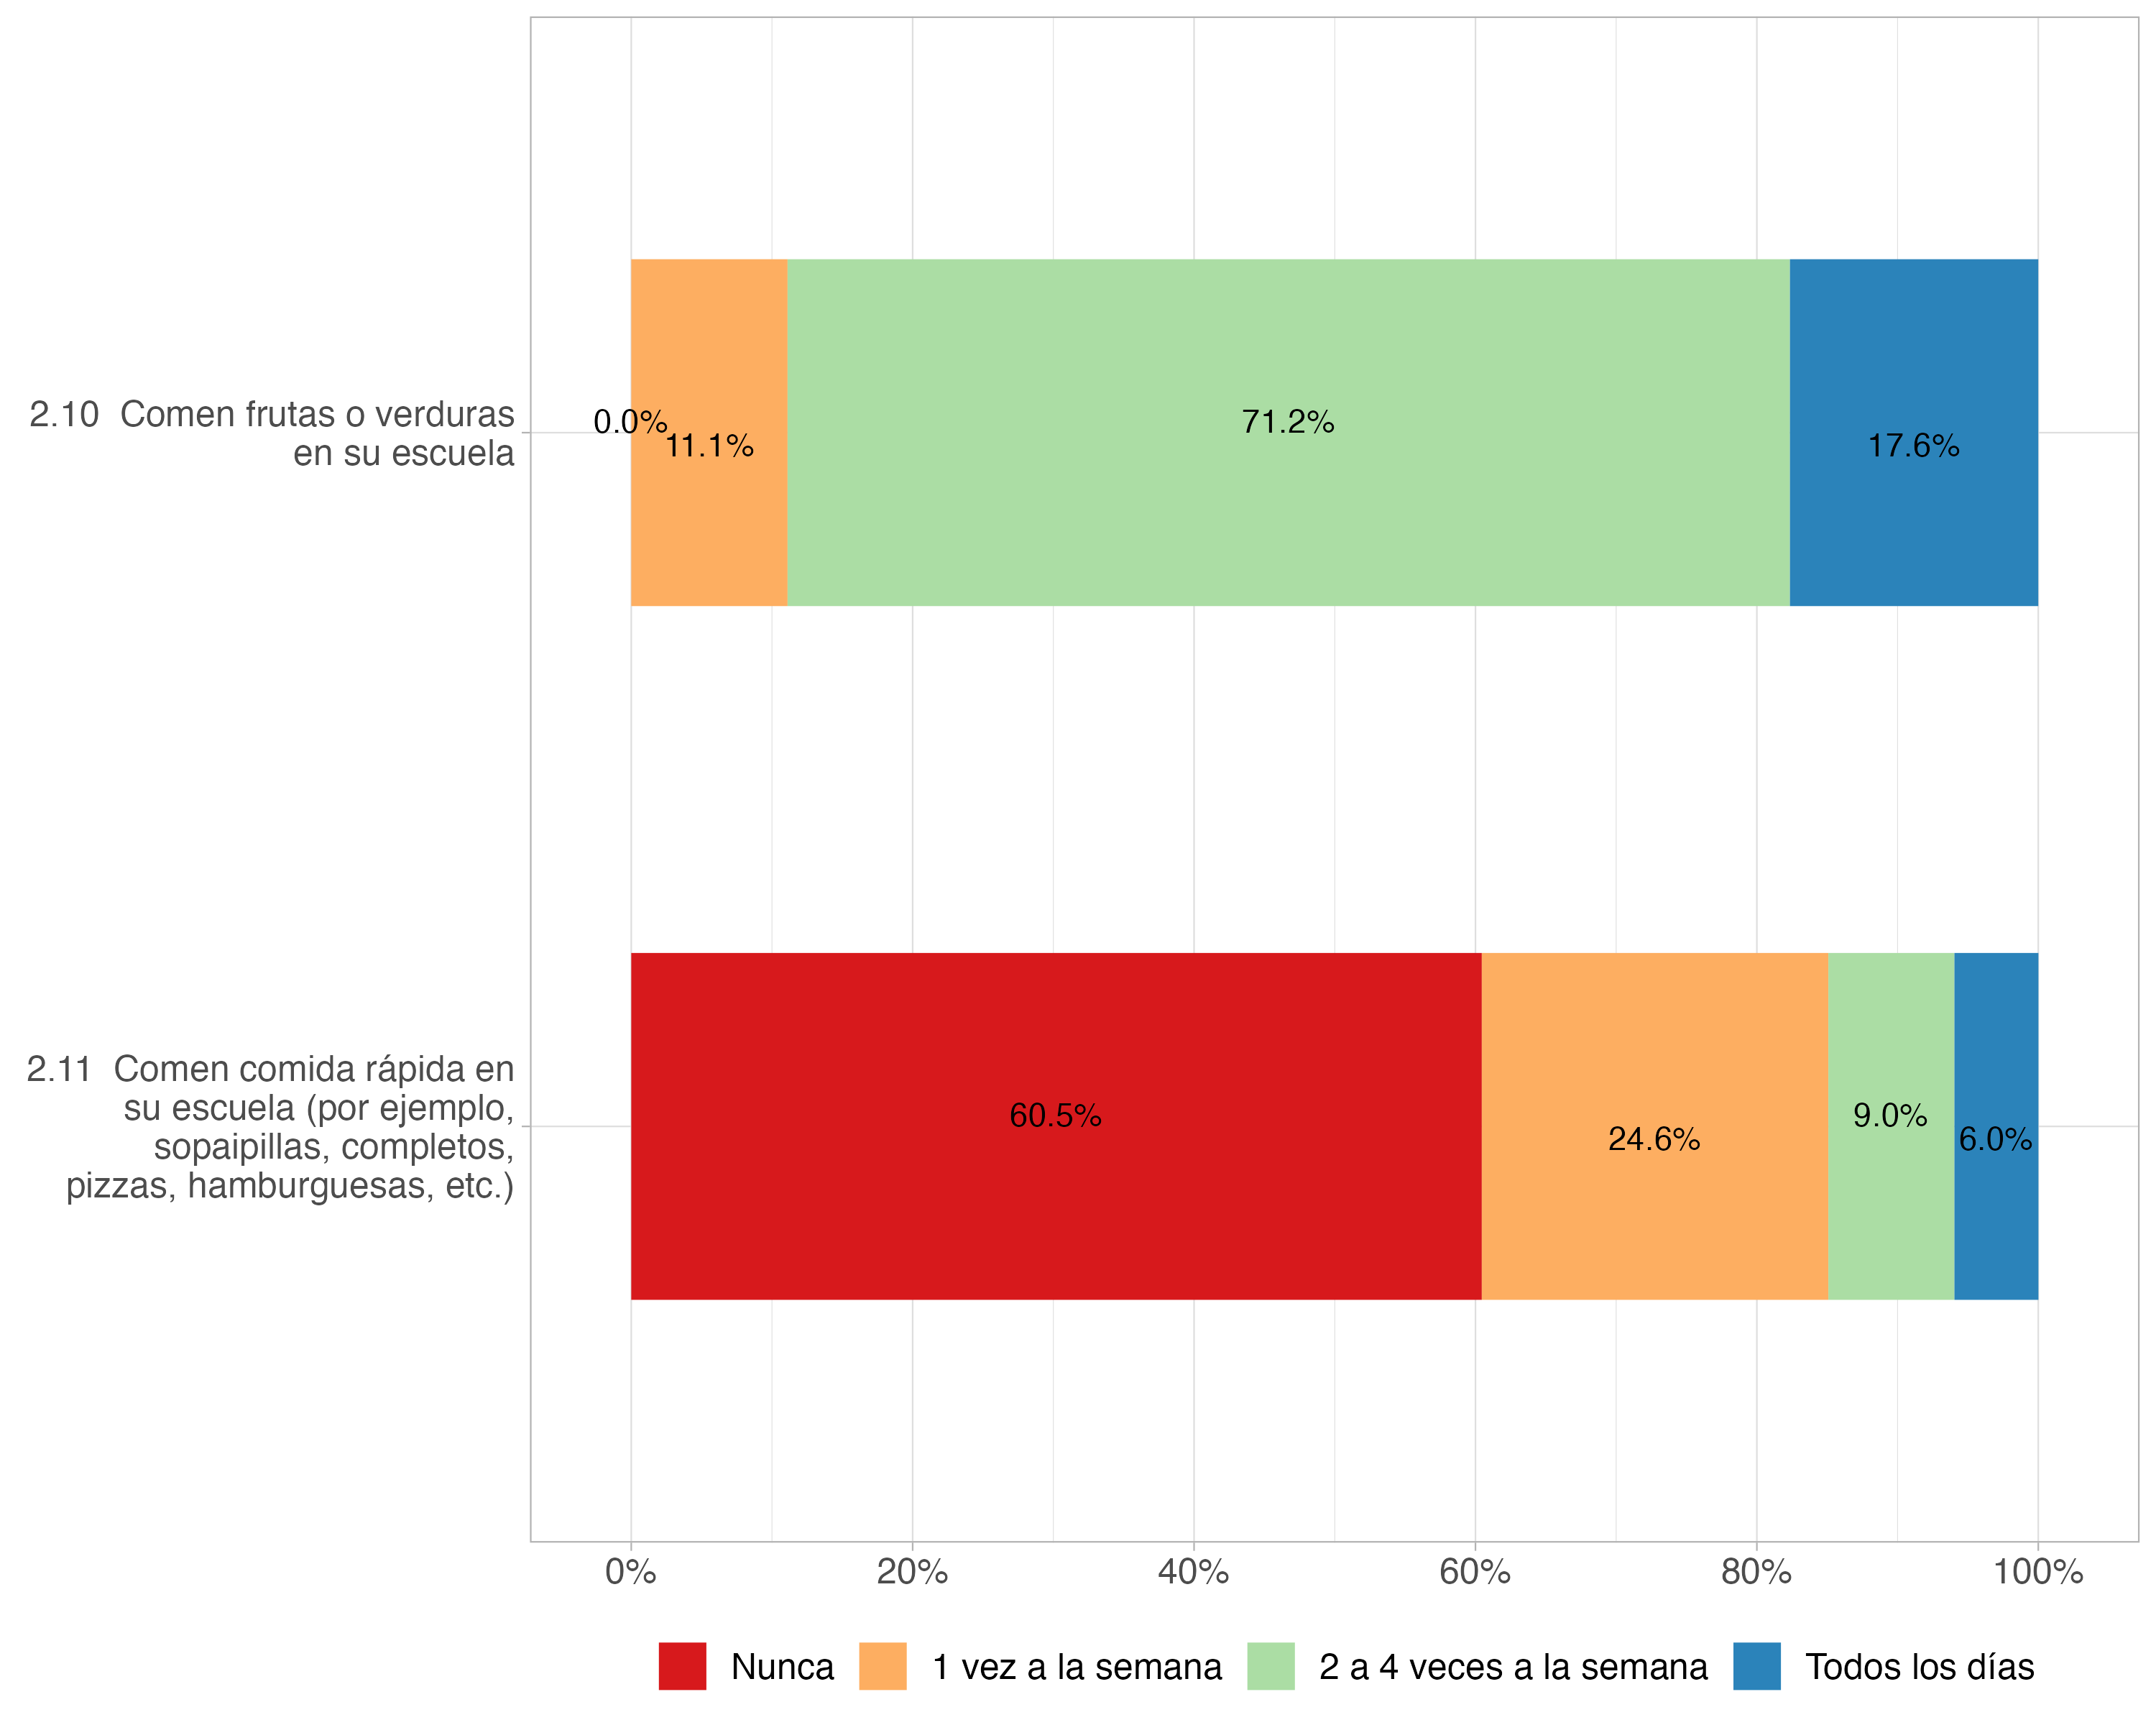 2.10 Comen frutas o verduras
en su escuela
0.0%
11.1%
71.2%
17.6%
2.11 Comen comida rápida en
su escuela (por ejemplo,
sopaipillas, completos,
pizzas, hamburguesas, etc.)
60.5%
24.6%
9.0%
6.0%
0% 20% 40% 60% 80% 100%
Nunca 1 vez a la semana 2 a 4 veces a la semana Todos los días